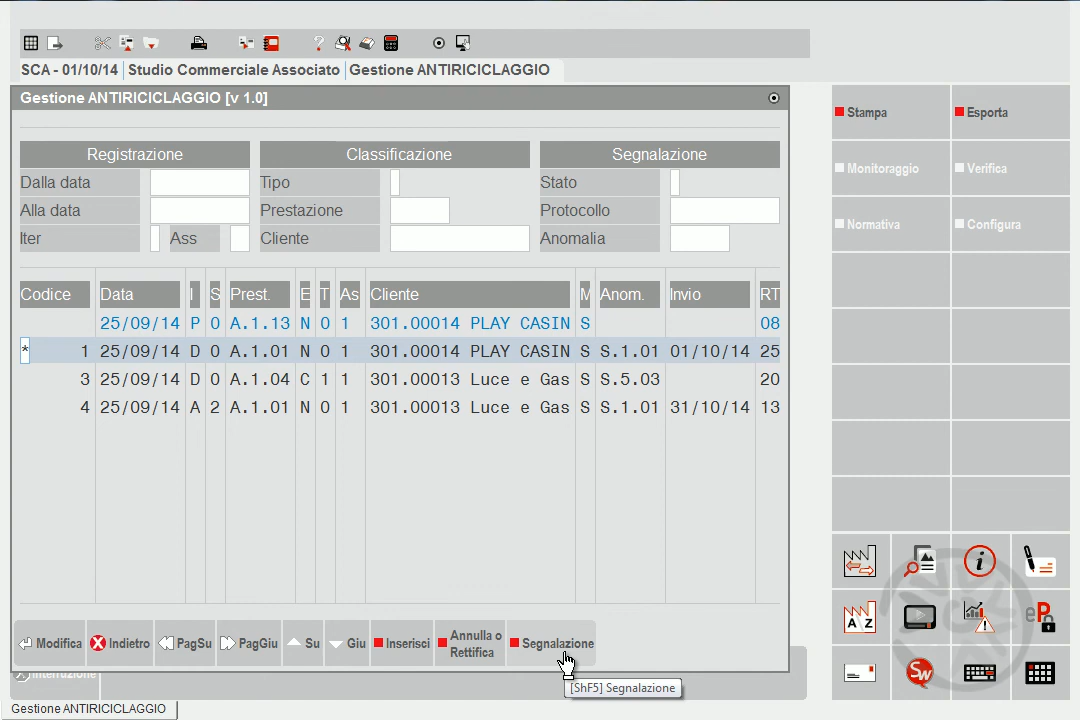 SCA - 01/10/14 Studio Commerciale Associato Gestione ANTIRICICLAGGIO
Gestione ANTIRICICLAGGIO [v 1.0]
Registrazione Classificazione Segnalazione
Dalla data Tipo Stato
Alla data Prestazione Protocollo
Iter Ass Cliente Anomalia
Codice Data I S Prest. E T As Cliente M Anom. Invio RT
25/09/14 P 0 A.1.13 N 0 1 301.00014 PLAY CASIN S 08
* 1 25/09/14 D 0 A.1.01 N 0 1 301.00014 PLAY CASIN S S.1.01 01/10/14 25
3 25/09/14 D 0 A.1.04 C 1 1 301.00013 Luce e Gas S S.5.03 20
4 25/09/14 A 2 A.1.01 N 0 1 301.00013 Luce e Gas S S.1.01 31/10/14 13
Modifica Indietro PagSu PagGiu Su Giu Inserisci Annulla o Rettifica Segnalazione
[ShF5] Segnalazione
Interruzione
Gestione ANTIRICICLAGGIO
Stampa Esporta
Monitoraggio Verifica
Normativa Configura
i
A Z eP
Sw